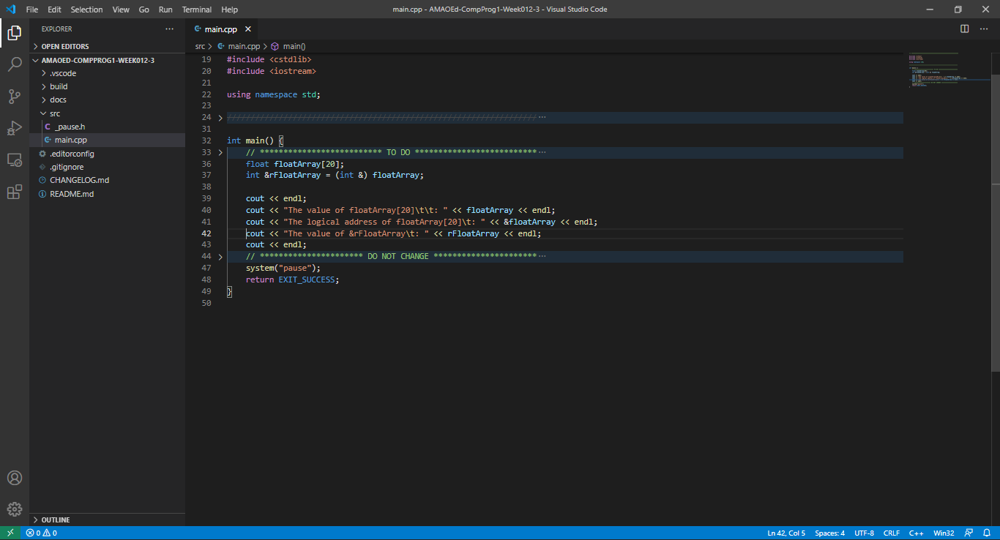 File Edit Selection View Go Run Terminal Help
main.cpp - AMAOEd-CompProg1-Week012-3 - Visual Studio Code
EXPLORER
OPEN EDITORS
AMAOED-COMPPROG1-WEEK012-3
.vscode
build
docs
src
_pause.h
main.cpp
.editorconfig
.gitignore
CHANGELOG.md
README.md
OUTLINE
main.cpp
src > main.cpp > main()
19 #include <cstdlib>
20 #include <iostream>
21
22 using namespace std;
23
24 //////////////////////////////////////////////////////////////////...
31
32 int main() {
33 // ************************** TO DO **************************...
36 float floatArray[20];
37 int &rFloatArray = (int &) floatArray;
38
39 cout << endl;
40 cout << "The value of floatArray[20]\t\t: " << floatArray << endl;
41 cout << "The logical address of floatArray[20]\t: " << &floatArray << endl;
42 cout << "The value of &rFloatArray\t: " << rFloatArray << endl;
43 cout << endl;
44 // ********************** DO NOT CHANGE **********************...
47 system("pause");
48 return EXIT_SUCCESS;
49 }
50
0 0
Ln 42, Col 5 Spaces: 4 UTF-8 CRLF C++ Win32